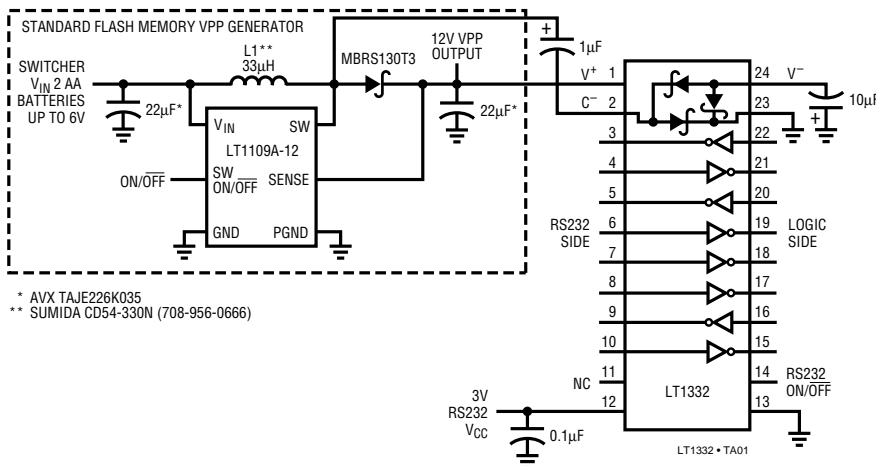 STANDARD FLASH MEMORY VPP GENERATOR
L1**
33μH
MBRS130T3
12V VPP
OUTPUT
+
1μF
SWITCHER
VIN 2 AA
BATTERIES
UP TO 6V
22μF*
VIN
SW
LT1109A-12
ON/OFF
SW
ON/OFF
SENSE
GND
PGND
22μF*
V+
1
24
V–
C–
2
23
10μF
+
3
22
4
21
5
20
RS232
SIDE
6
19
LOGIC
SIDE
7
18
8
17
9
16
10
15
NC
11
14
RS232
ON/OFF
LT1332
3V
RS232
VCC
12
13
0.1μF
* AVX TAJE226K035
** SUMIDA CD54-330N (708-956-0666)
LT1332 • TA01